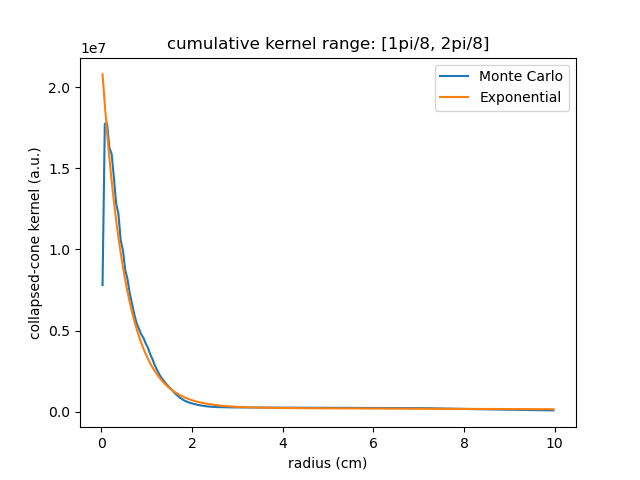 cumulative kernel range: [1pi/8, 2pi/8]
1e7
Monte Carlo
Exponential
2.0
1.5
1.0
0.5
0.0
collapsed-cone kernel (a.u.)
0 2 4 6 8 10
radius (cm)